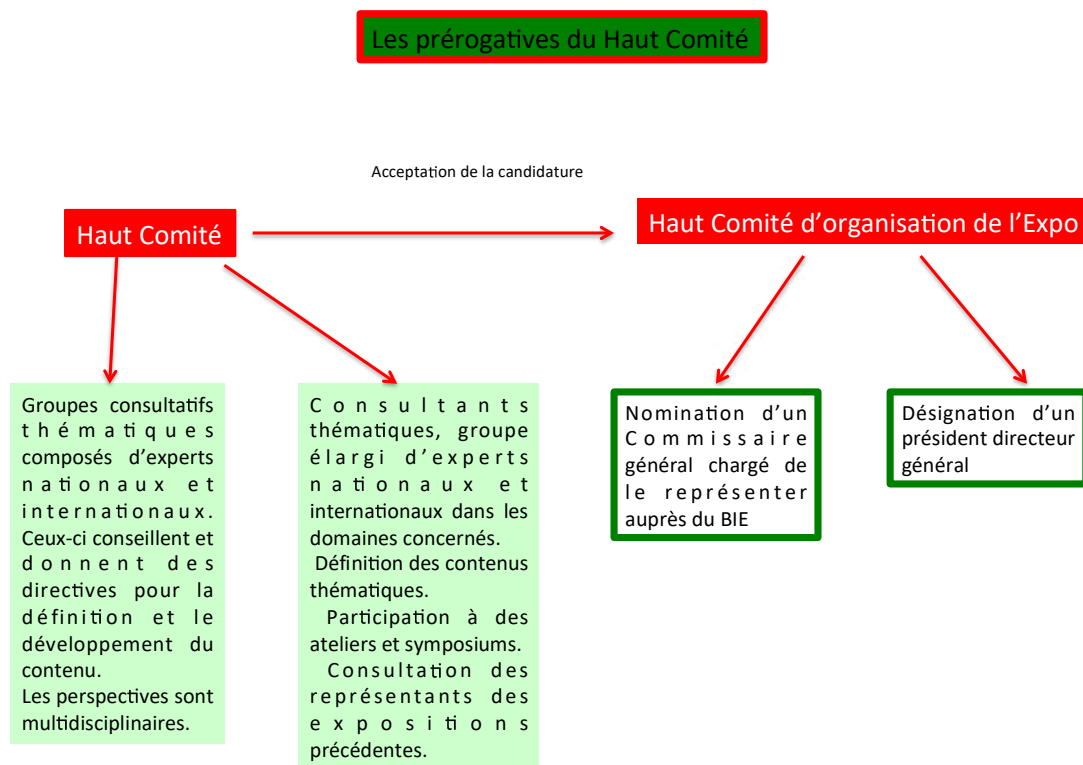 Les prérogatives du Haut Comité
Acceptation de la candidature
Haut Comité
Haut Comité d’organisation de l’Expo
Groupes consultatifs
thématiques
composés d’experts
nationaux et
internationaux.
Ceux-ci conseillent et
donnent des
directives pour la
définition et le
développement du
contenu.
Les perspectives sont
multidisciplinaires.
Consultants
thématiques, groupe
élargi d’experts
nationaux et
internationaux dans les
domaines concernés.
Définition des contenus
thématiques.
Participation à des
ateliers et symposiums.
Consultation des
représentants des
expositions
précédentes.
Nomination d’un
Commissaire
général chargé de
le représenter
auprès du BIE
Désignation d’un
président directeur
général